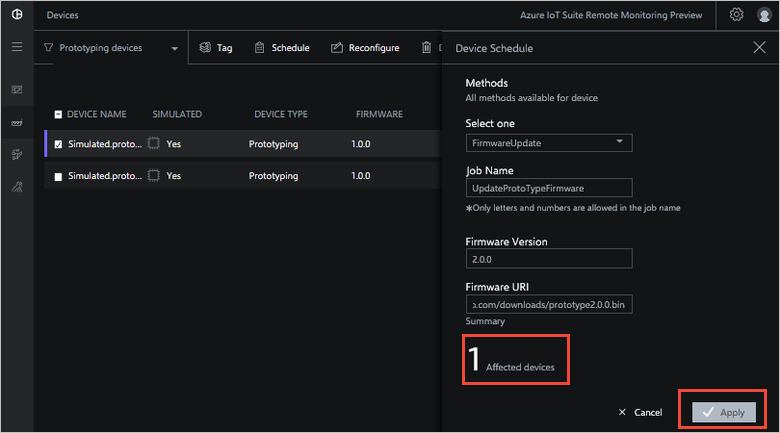 Devices
Azure IoT Suite Remote Monitoring Preview
Prototyping devices
Tag
Schedule
Reconfigure
DEVICE NAME SIMULATED DEVICE TYPE FIRMWARE
Simulated.proto... Yes Prototyping 1.0.0
Simulated.proto... Yes Prototyping 1.0.0
Device Schedule
Methods
All methods available for device
Select one
FirmwareUpdate
Job Name
UpdateProtoTypeFirmware
*Only letters and numbers are allowed in the job name
Firmware Version
2.0.0
Firmware URI
.com/downloads/prototype2.0.0.bin
Summary
1 Affected devices
Cancel
Apply